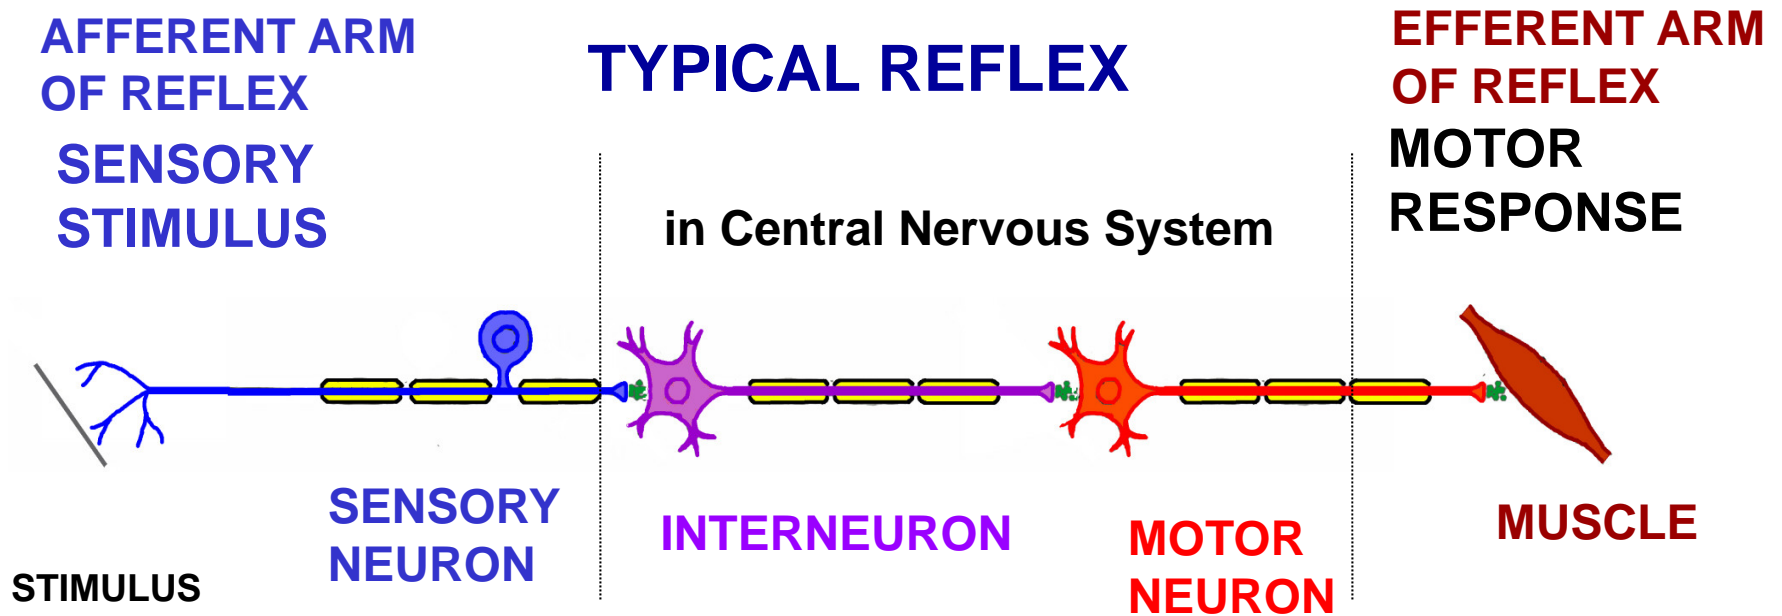 AFFERENT ARM
OF REFLEX
SENSORY
STIMULUS
TYPICAL REFLEX
in Central Nervous System
EFFERENT ARM
OF REFLEX
MOTOR
RESPONSE
STIMULUS
SENSORY
NEURON
INTERNEURON
MOTOR
NEURON
MUSCLE